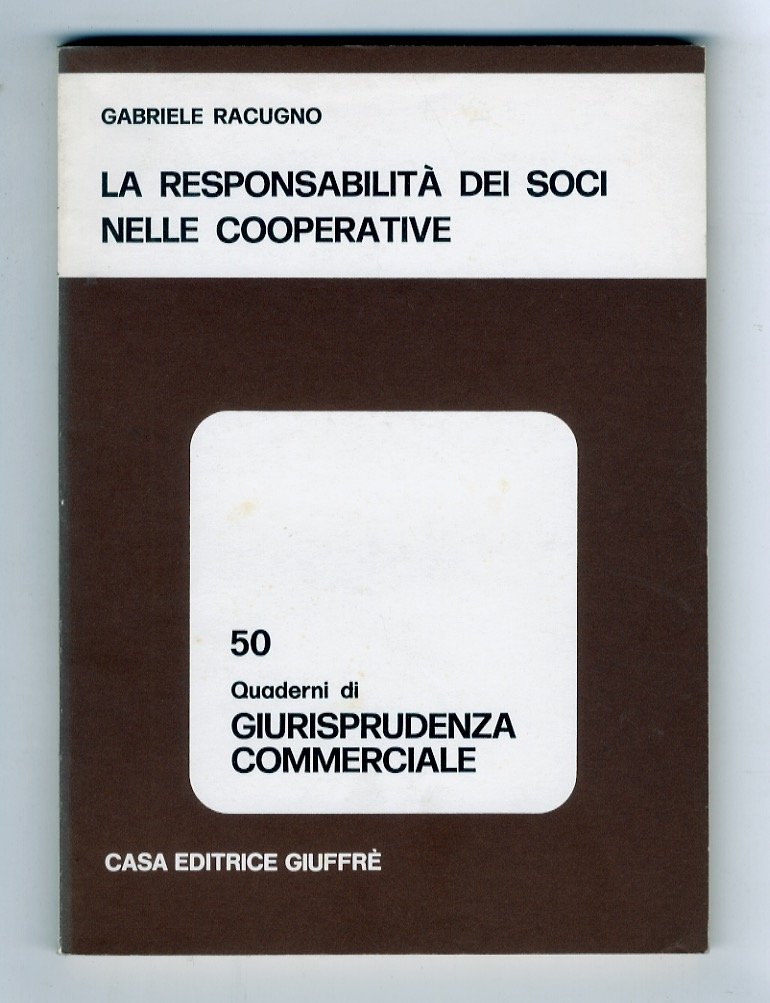 GABRIELE RACUGNO
LA RESPONSABILITÀ DEI SOCI
NELLE COOPERATIVE
50
Quaderni di
GIURISPRUDENZA
COMMERCIALE
CASA EDITRICE GIUFFRÈ